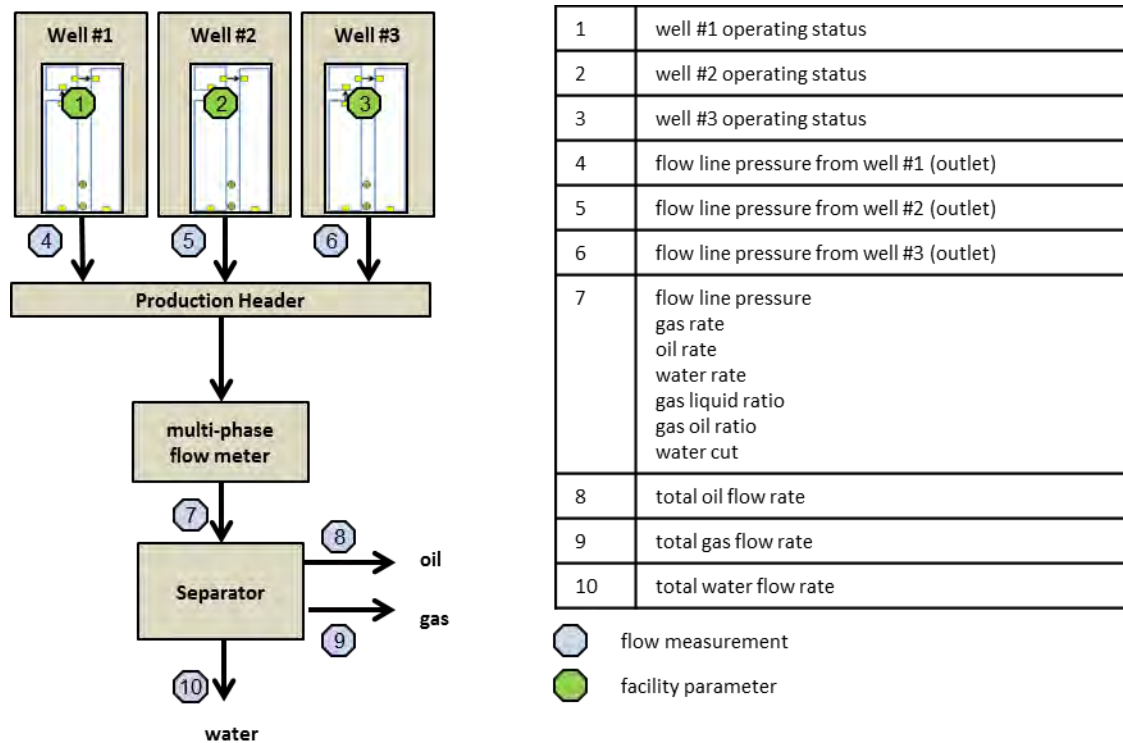 Well #1
Well #2
Well #3
1
2
3
4
5
6
Production Header
multi-phase
flow meter
7
8
oil
Separator
gas
9
10
water
1 well #1 operating status
2 well #2 operating status
3 well #3 operating status
4 flow line pressure from well #1 (outlet)
5 flow line pressure from well #2 (outlet)
6 flow line pressure from well #3 (outlet)
7 flow line pressure
gas rate
oil rate
water rate
gas liquid ratio
gas oil ratio
water cut
8 total oil flow rate
9 total gas flow rate
10 total water flow rate
flow measurement
facility parameter